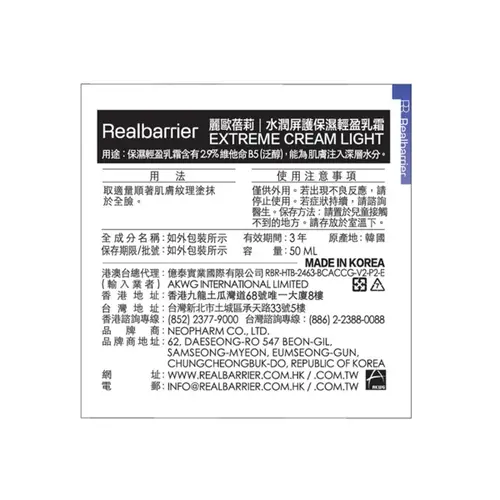 Realbarrier 麗歐蓓莉｜水潤屏護保濕輕盈乳霜
EXTREME CREAM LIGHT
用途：保濕輕盈乳霜含有2.9%維他命B5(泛醇)，能為肌膚注入深層水分。
Realbarrier
用法
取適量順著肌膚紋理塗抹
於全臉。
使用注意事項
僅供外用。若出現不良反應，請
停止使用。若症狀持續，請諮詢
醫生。保存方法：請置於兒童接觸
不到的地方。請存放於室溫下。
全成分名稱：如外包裝所示 有效期間：3年 原產地：韓國
保存期限/批號：如外包裝所示 容量：50 ML
MADE IN KOREA
港澳台總代理：億泰實業國際有限公司 RBR-HTB-2463-BCACCG-V2-P2-E
(輸入業者) AKWG INTERNATIONAL LIMITED
香港地址：香港九龍土瓜灣道68號唯一大廈8樓
台灣地址：台灣新北市土城區承天路33號5樓
香港諮詢專線：(852) 2377-9000 台灣諮詢專線：(886) 2-2388-0088
品牌商：NEOPHARM CO., LTD.
品牌商地址：62, DAESEONG-RO 547 BEON-GIL,
SAMSEONG-MYEON, EUMSEONG-GUN,
CHUNGCHEONGBUK-DO, REPUBLIC OF KOREA
網址：WWW.REALBARRIER.COM.HK / .COM.TW
電郵：INFO@REALBARRIER.COM.HK / .COM.TW